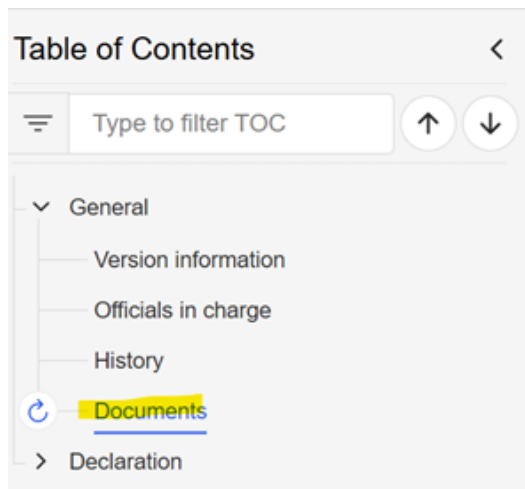 Table of Contents
Type to filter TOC
General
Version information
Officials in charge
History
Documents
Declaration